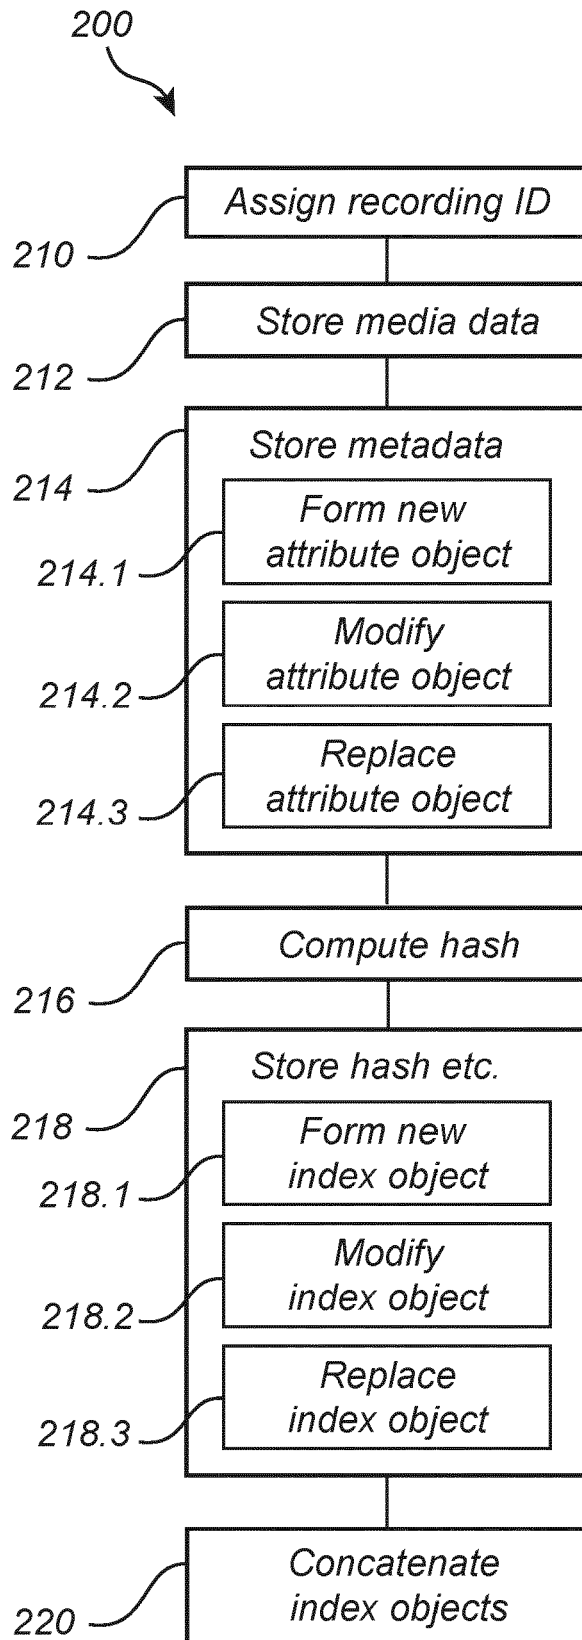 200
Assign recording ID
210
Store media data
212
Store metadata
214
Form new
attribute object
214.1
Modify
attribute object
214.2
Replace
attribute object
214.3
Compute hash
216
Store hash etc.
218
Form new
index object
218.1
Modify
index object
218.2
Replace
index object
218.3
Concatenate
index objects
220